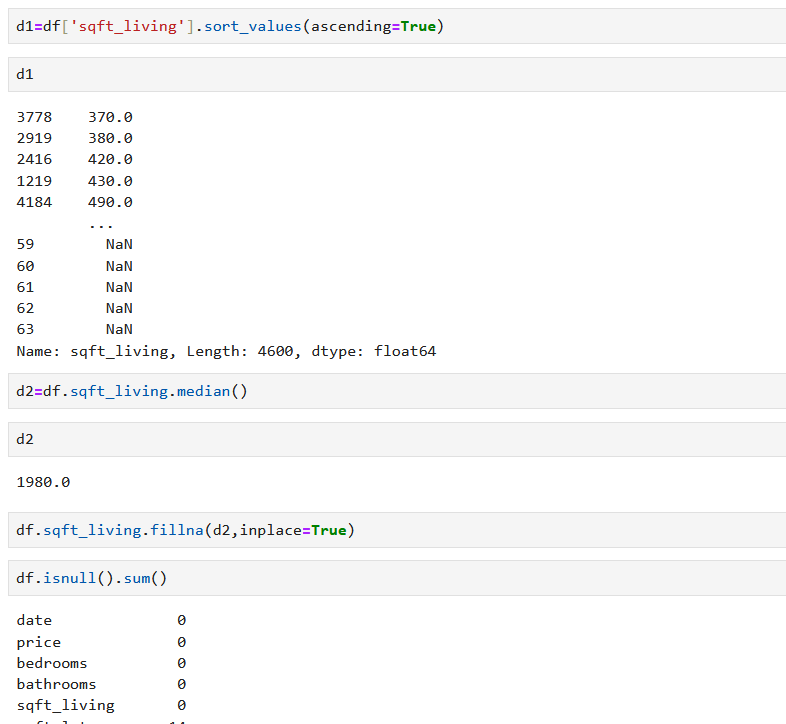 d1=df['sqft_living'].sort_values(ascending=True)
d1
3778    370.0
2919    380.0
2416    420.0
1219    430.0
4184    490.0
        ...
59        NaN
60        NaN
61        NaN
62        NaN
63        NaN
Name: sqft_living, Length: 4600, dtype: float64
d2=df.sqft_living.median()
d2
1980.0
df.sqft_living.fillna(d2,inplace=True)
df.isnull().sum()
date              0
price             0
bedrooms          0
bathrooms         0
sqft_living       0